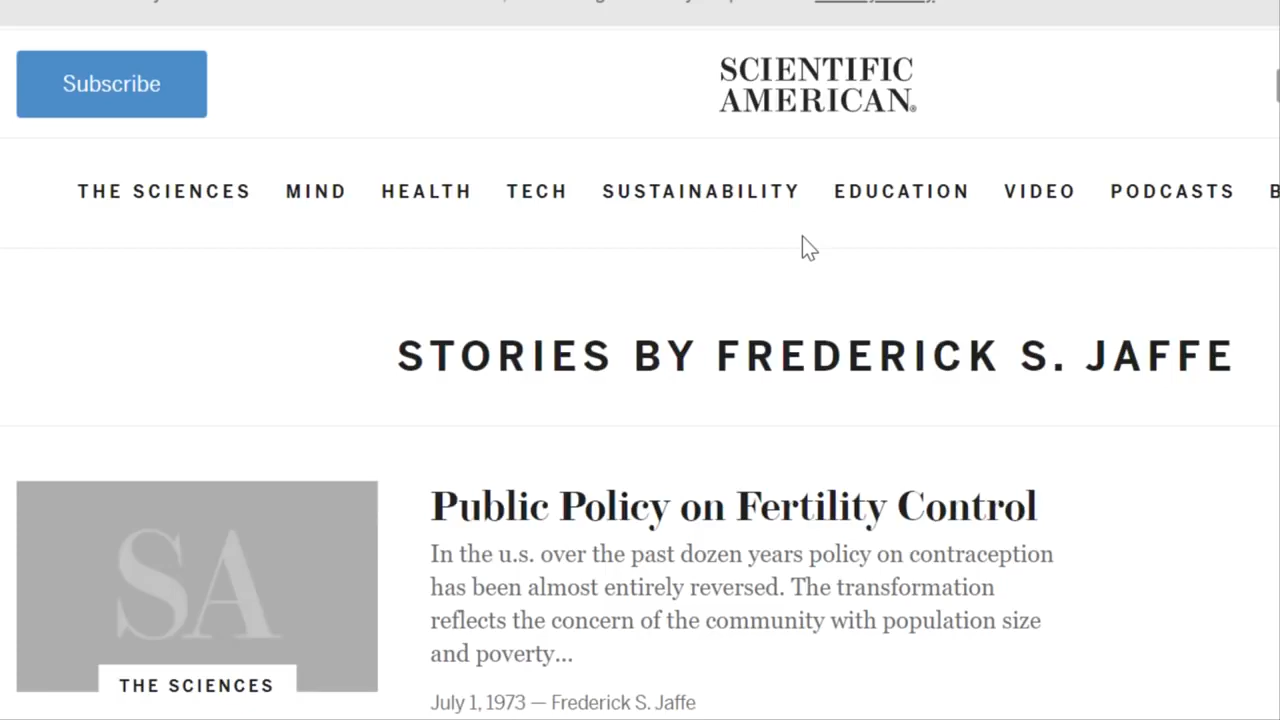 Subscribe
SCIENTIFIC
AMERICAN®
THE SCIENCES MIND HEALTH TECH SUSTAINABILITY EDUCATION VIDEO PODCASTS
STORIES BY FREDERICK S. JAFFE
Public Policy on Fertility Control
In the u.s. over the past dozen years policy on contraception
has been almost entirely reversed. The transformation
reflects the concern of the community with population size
and poverty...
SA
THE SCIENCES
July 1, 1973 — Frederick S. Jaffe